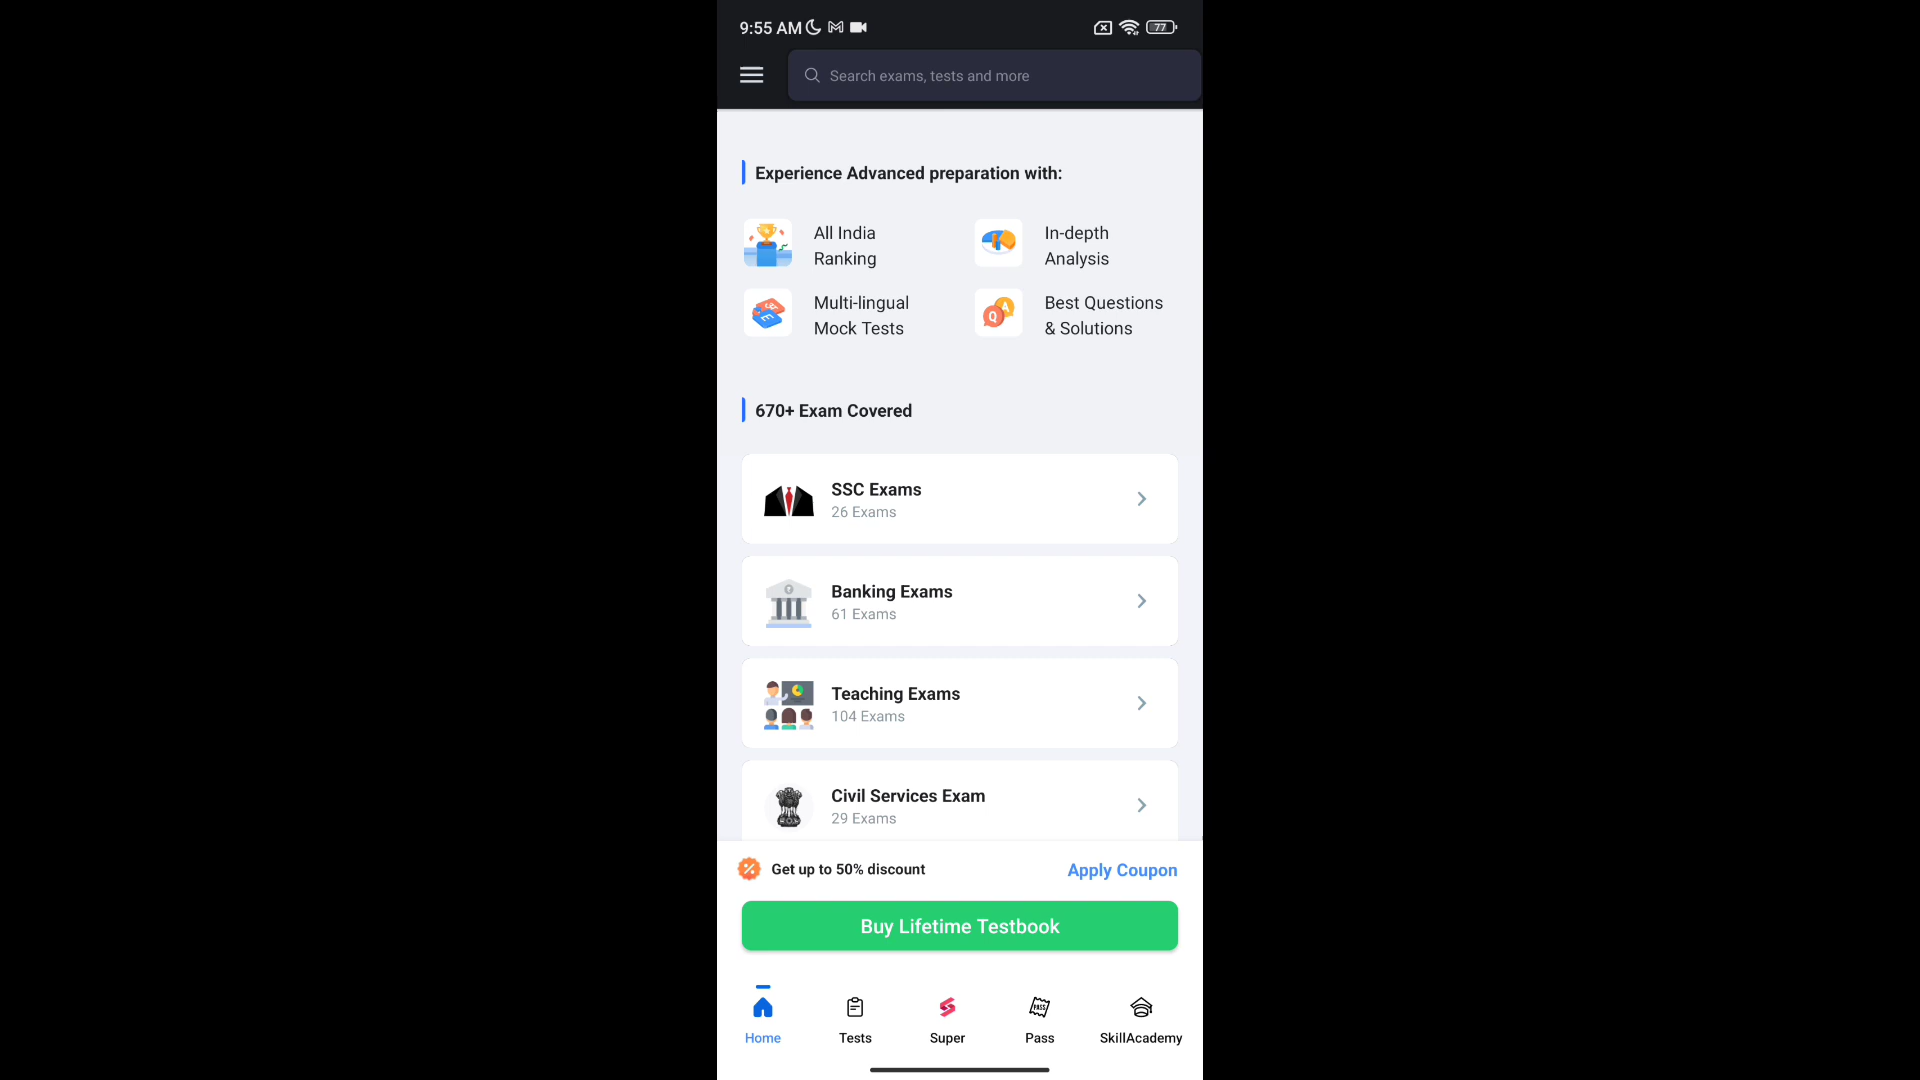 9:55 AM
77
Search exams, tests and more
Experience Advanced preparation with:
All India
Ranking
In-depth
Analysis
Multi-lingual
Mock Tests
Best Questions
& Solutions
670+ Exam Covered
SSC Exams
26 Exams
Banking Exams
61 Exams
Teaching Exams
104 Exams
Civil Services Exam
29 Exams
Get up to 50% discount
Apply Coupon
Buy Lifetime Testbook
Home
Tests
Super
PASS
Pass
SkillAcademy